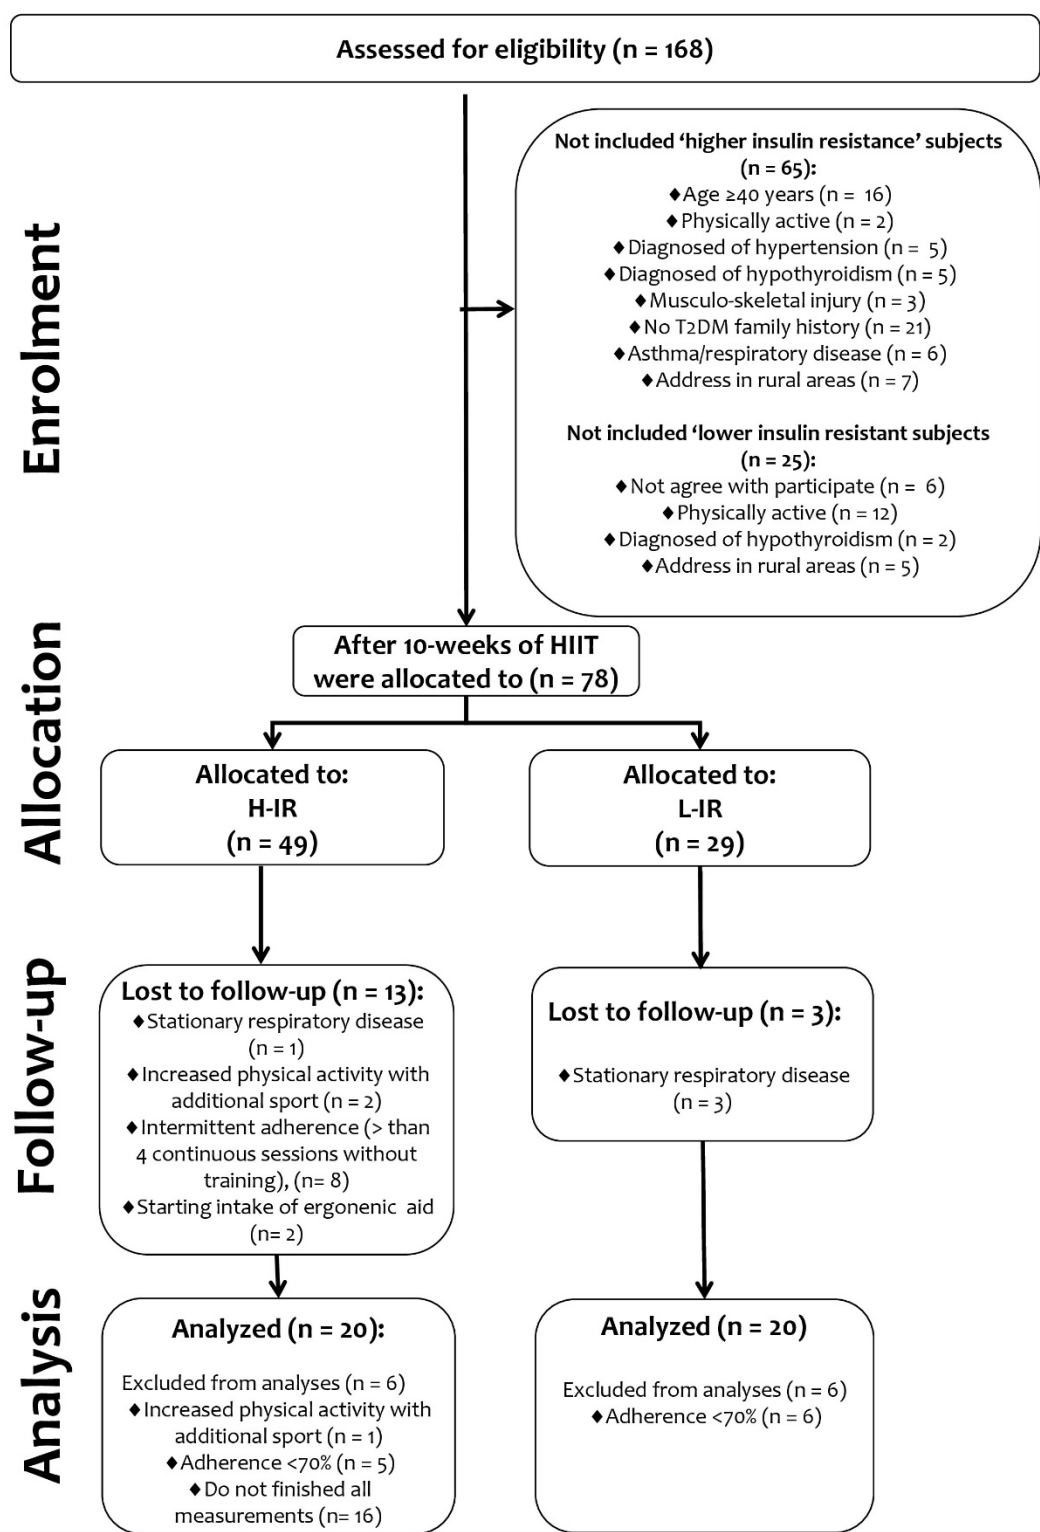 Assessed for eligibility (n = 168)
Enrolment
Not included ‘higher insulin resistance’ subjects
(n = 65):
♦Age ≥40 years (n = 16)
♦Physically active (n = 2)
♦Diagnosed of hypertension (n = 5)
♦Diagnosed of hypothyroidism (n = 5)
♦Musculo-skeletal injury (n = 3)
♦No T2DM family history (n = 21)
♦Asthma/respiratory disease (n = 6)
♦Address in rural areas (n = 7)
Not included ‘lower insulin resistant subjects
(n = 25):
♦Not agree with participate (n = 6)
♦Physically active (n = 12)
♦Diagnosed of hypothyroidism (n = 2)
♦Address in rural areas (n = 5)
Allocation
After 10-weeks of HIIT
were allocated to (n = 78)
Allocated to:
H-IR
(n = 49)
Allocated to:
L-IR
(n = 29)
Follow-up
Lost to follow-up (n = 13):
♦Stationary respiratory disease
(n = 1)
♦Increased physical activity with
additional sport (n = 2)
♦Intermittent adherence (> than
4 continuous sessions without
training), (n= 8)
♦Starting intake of ergonenic aid
(n= 2)
Lost to follow-up (n = 3):
♦Stationary respiratory disease
(n = 3)
Analysis
Analyzed (n = 20):
Excluded from analyses (n = 6)
♦Increased physical activity with
additional sport (n = 1)
♦Adherence <70% (n = 5)
♦Do not finished all
measurements (n= 16)
Analyzed (n = 20)
Excluded from analyses (n = 6)
♦Adherence <70% (n = 6)